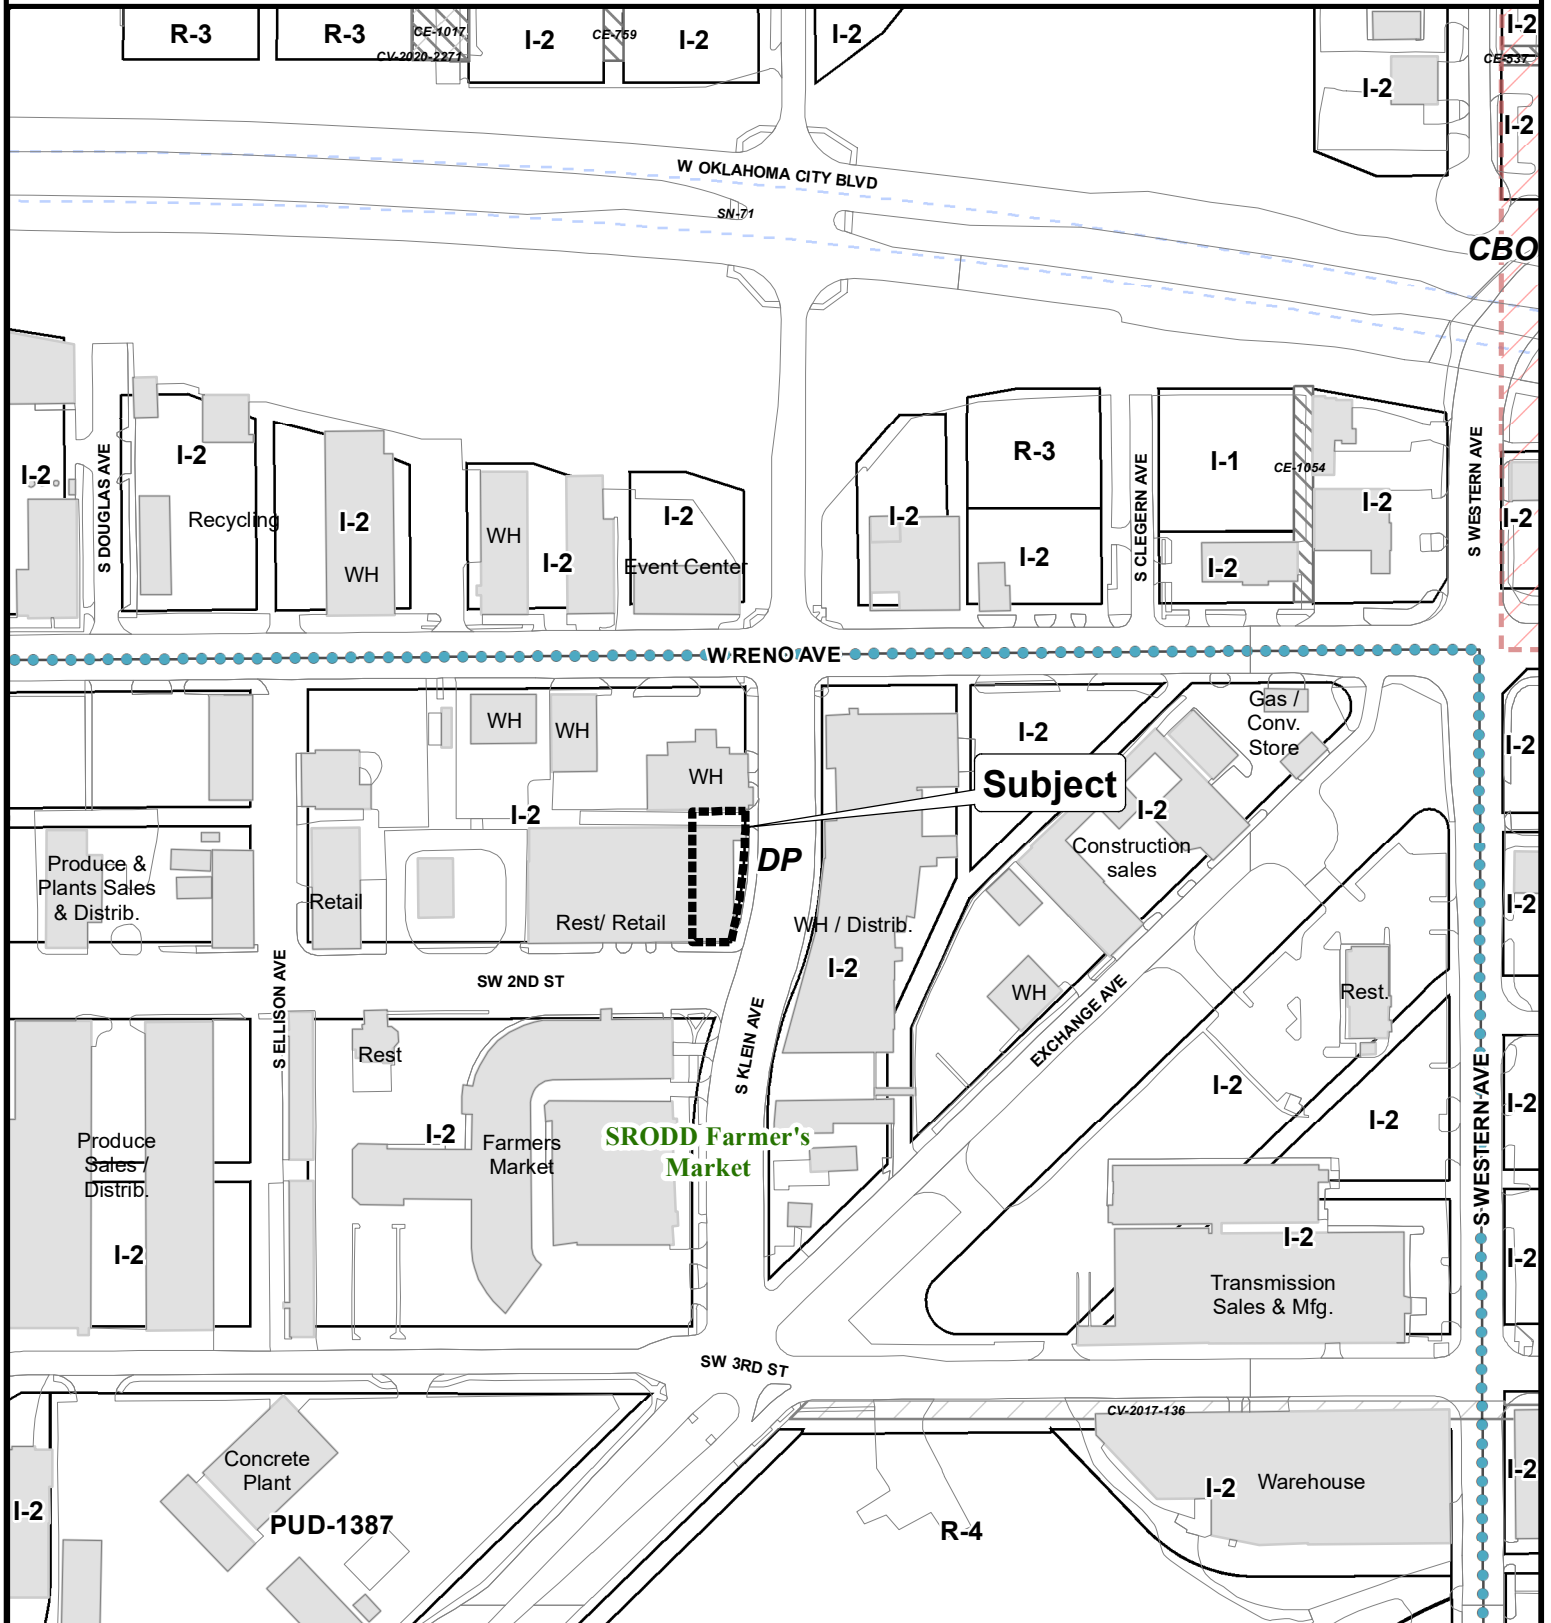 R-3
R-3
CE-1017
CV-2020-2271
I-2
CE-759
I-2
I-2
I-2
I-2
CE-537
I-2
W OKLAHOMA CITY BLVD
SN-71
CBO
I-2
S DOUGLAS AVE
I-2
Recycling
I-2
WH
WH
I-2
I-2
Event Center
I-2
R-3
I-2
S CLEGERN AVE
I-1
CE-1054
I-2
I-2
S WESTERN AVE
I-2
W RENO AVE
WH
WH
WH
I-2
I-2
Subject
Gas /
Conv.
Store
I-2
I-2
Construction
sales
DP
Produce &
Plants Sales
& Distrib.
Retail
Rest/ Retail
WH / Distrib.
I-2
I-2
S ELLISON AVE
SW 2ND ST
S KLEIN AVE
WH
EXCHANGE AVE
Rest.
Rest
I-2
Farmers
Market
SRODD Farmer's
Market
I-2
I-2
I-2
S WESTERN AVE
Produce
Sales /
Distrib.
I-2
I-2
I-2
Transmission
Sales & Mfg.
SW 3RD ST
CV-2017-136
Concrete
Plant
I-2
PUD-1387
R-4
I-2
Warehouse
I-2